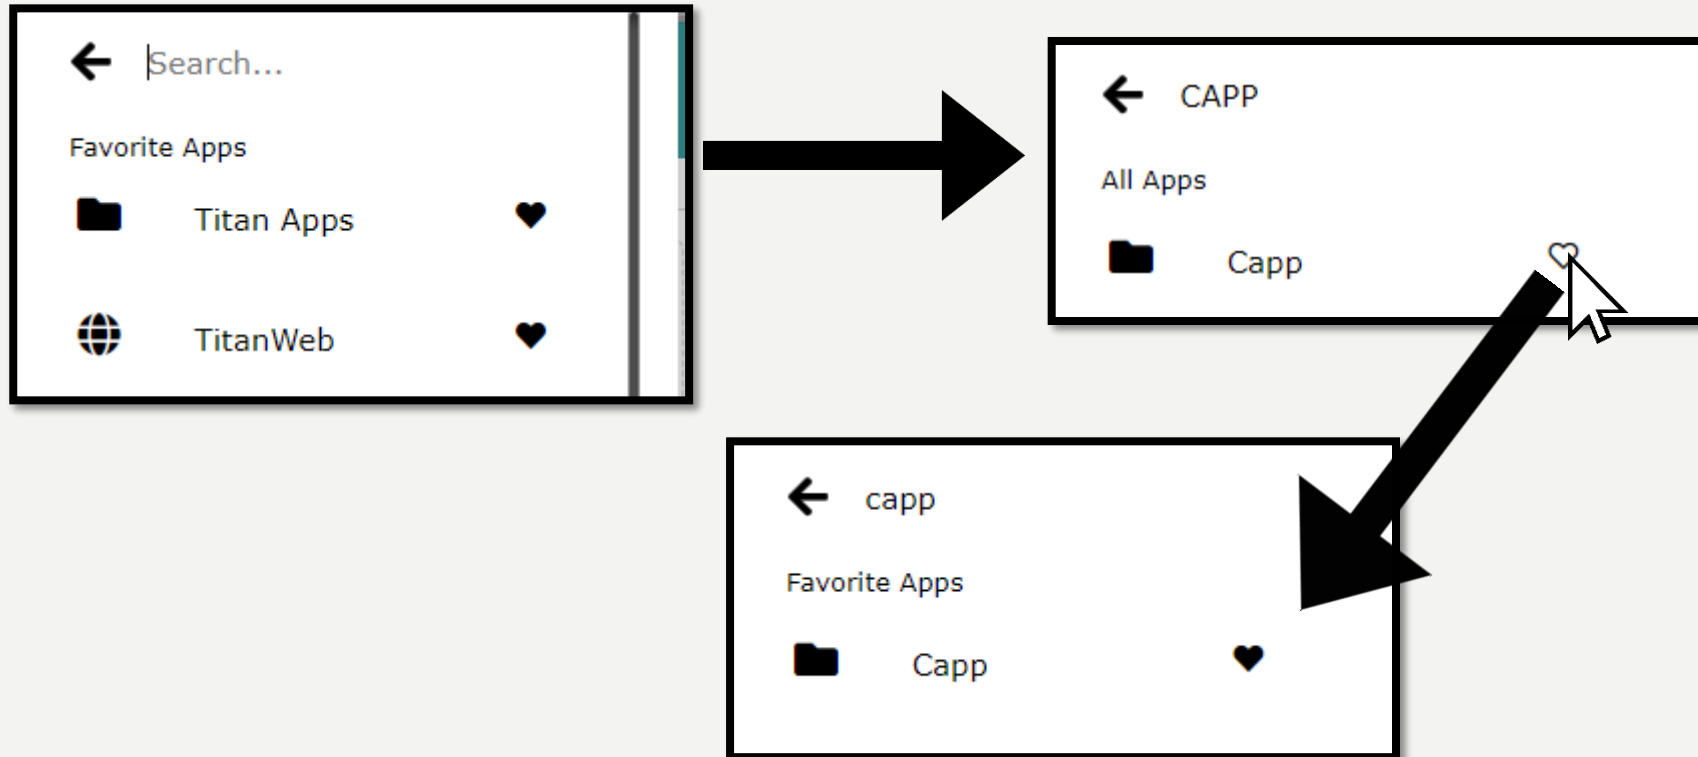 Search...
Favorite Apps
Titan Apps
TitanWeb
CAPP
All Apps
Capp
capp
Favorite Apps
Capp